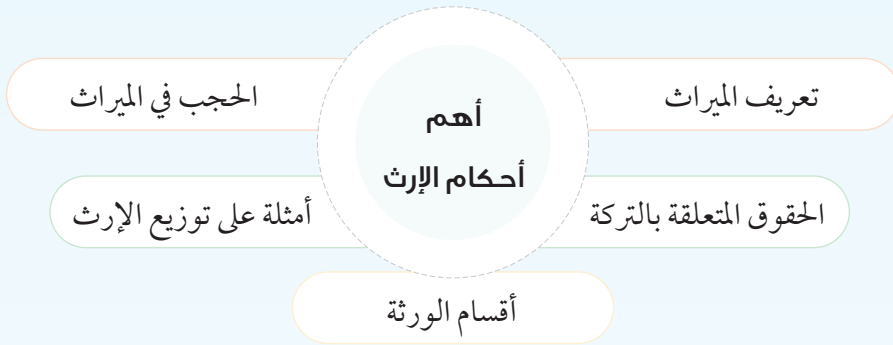 أهم
أحكام الإرث
تعريف الميراث
الحقوق المتعلقة بالتركة
أقسام الورثة
الحجب في الميراث
أمثلة على توزيع الإرث